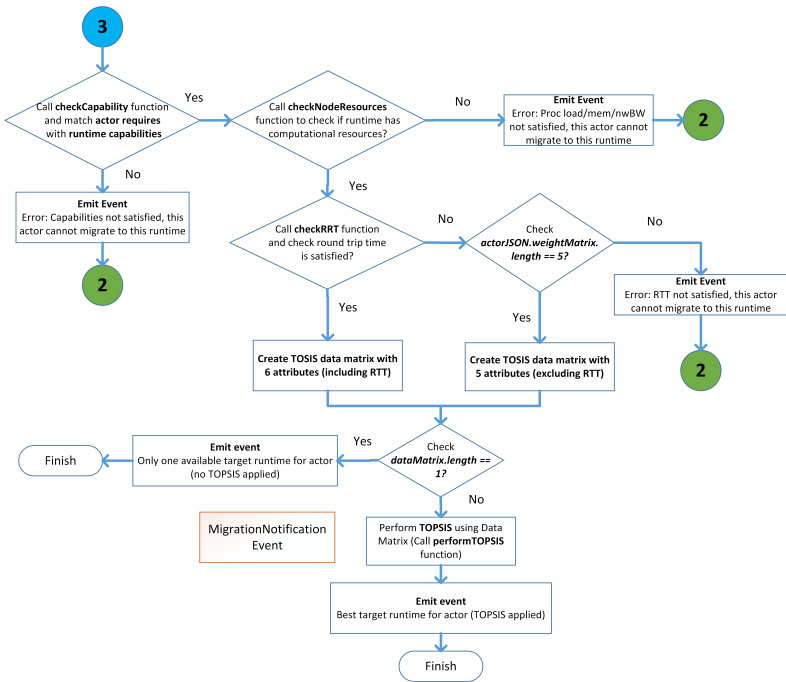 3
Call checkCapability function
and match actor requires
with runtime capabilities
Yes
Call checkNodeResources
function to check if runtime has
computational resources?
No
Emit Event
Error: Proc load/mem/nwBW
not satisfied, this actor cannot
migrate to this runtime
2
No
Emit Event
Error: Capabilities not satisfied, this
actor cannot migrate to this runtime
2
Yes
Call checkRRT function
and check round trip time
is satisfied?
No
Check
actorJSON.weightMatrix.
length == 5?
No
Emit Event
Error: RTT not satisfied, this actor
cannot migrate to this runtime
2
Yes
Yes
Create TOSIS data matrix with
6 attributes (including RTT)
Create TOSIS data matrix with
5 attributes (excluding RTT)
Check
dataMatrix.length ==
1?
Yes
Emit event
Only one available target runtime for actor
(no TOPSIS applied)
Finish
No
MigrationNotification
Event
Perform TOPSIS using Data
Matrix (Call performTOPSIS
function)
Emit event
Best target runtime for actor (TOPSIS applied)
Finish